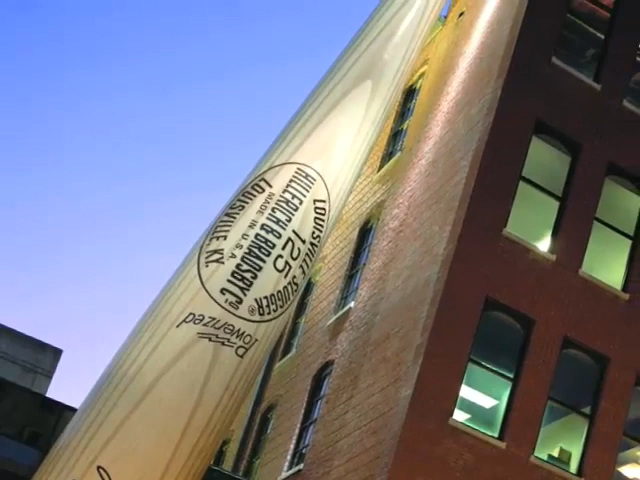 LOUISVILLE SLUGGER®
125
HILLERICH & BRADSBY Cº
MADE IN U.S.A.
LOUISVILLE KY.
Powerized